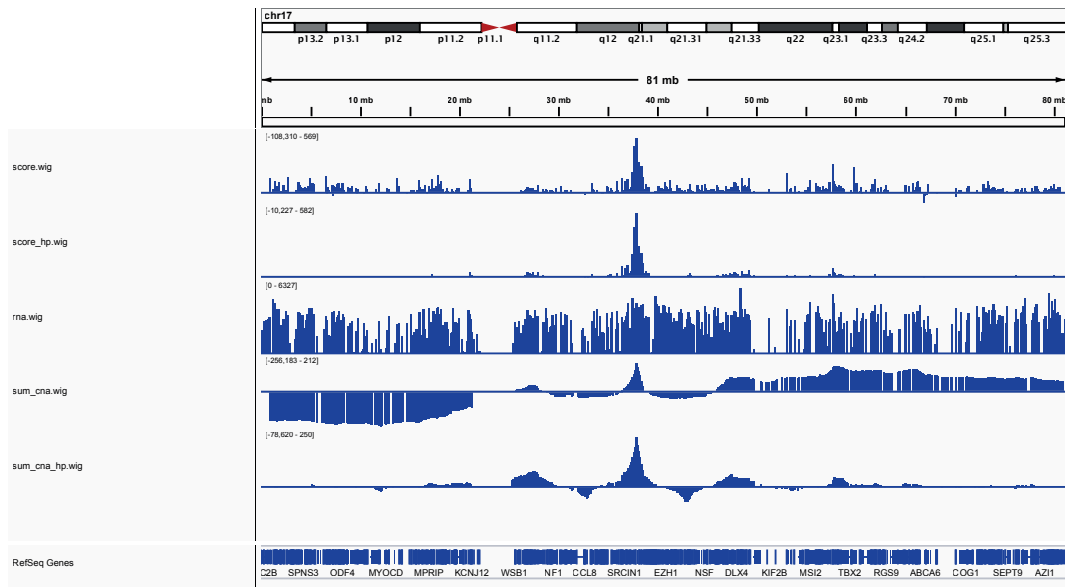 chr17
p13.2 p13.1 p12 p11.2 p11.1 q11.2 q12 q21.1 q21.31 q21.33 q22 q23.1 q23.3 q24.2 q25.1 q25.3
81 mb
mb 10 mb 20 mb 30 mb 40 mb 50 mb 60 mb 70 mb 80 mb
[-108,310 - 569]
score.wig
[-10,227 - 582]
score_hp.wig
[0 - 6327]
rna.wig
[-256,183 - 212]
sum_cna.wig
[-78,620 - 250]
sum_cna_hp.wig
RefSeq Genes
C2B SPNS3 ODF4 MYOCD MPRIP KCNJ12 WSB1 NF1 CCL8 SRCIN1 EZH1 NSF DLX4 KIF2B MSI2 TBX2 RGS9 ABCA6 COG1 SEPT9 AZI1